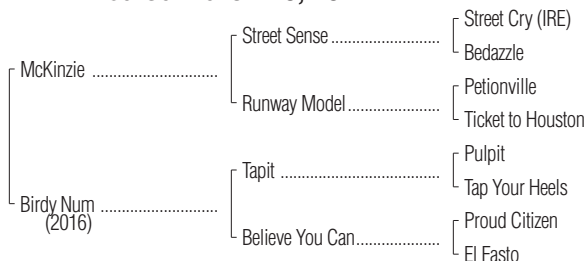 Street Cry (IRE)
Street Sense
Bedazzle
McKinzie
Petionville
Runway Model
Ticket to Houston
Pulpit
Tapit
Tap Your Heels
Birdy Num
(2016)
Proud Citizen
Believe You Can
El Fasto